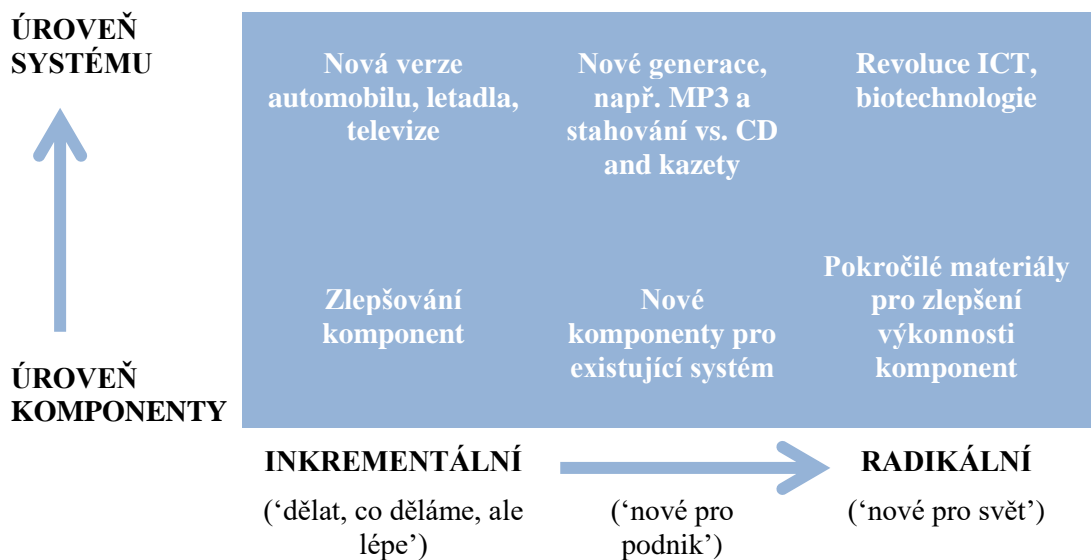 ÚROVEŇ
SYSTÉMU
Nová verze
automobilu, letadla,
televize
Nové generace,
např. MP3 a
stahování vs. CD
and kazety
Revoluce ICT,
biotechnologie
Zlepšování
komponent
Nové
komponenty pro
existující systém
Pokročilé materiály
pro zlepšení
výkonnosti
komponent
ÚROVEŇ
KOMPONENTY
INKREMENTÁLNÍ
RADIKÁLNÍ
(‘dělat, co děláme, ale
lépe’)
(‘nové pro
podnik’)
(‘nové pro svět’)